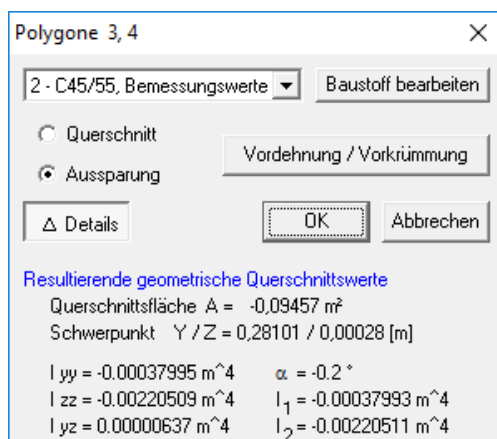 Polygone 3, 4
2 - C45/55, Bemessungswerte
Baustoff bearbeiten
Querschnitt
Aussparung
Vordehnung / Vorkrümmung
Δ Details
OK
Abbrechen
Resultierende geometrische Querschnittswerte
Querschnittsfläche A = -0,09457 m²
Schwerpunkt Y / Z = 0,28101 / 0,00028 [m]
I yy = -0.00037995 m^4 α = -0.2 °
I zz = -0.00220509 m^4 I₁ = -0.00037993 m^4
I yz = 0.00000637 m^4 I₂ = -0.00220511 m^4